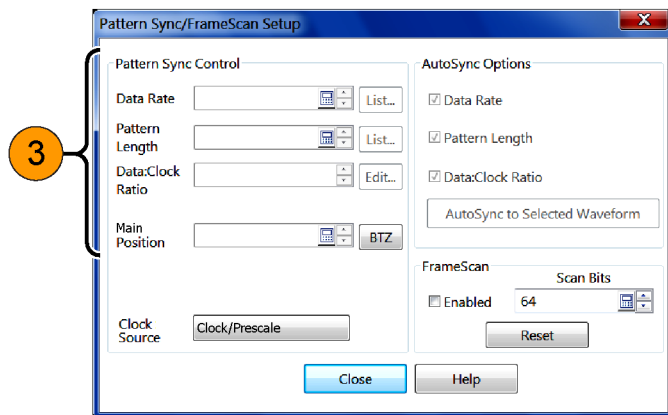 Pattern Sync/FrameScan Setup
X
3
Pattern Sync Control
Data Rate
List...
Pattern
Length
List...
Data:Clock
Ratio
Edit...
Main
Position
BTZ
Clock
Source
Clock/Prescale
AutoSync Options
Data Rate
Pattern Length
Data:Clock Ratio
AutoSync to Selected Waveform
FrameScan
Scan Bits
Enabled
64
Reset
Close
Help